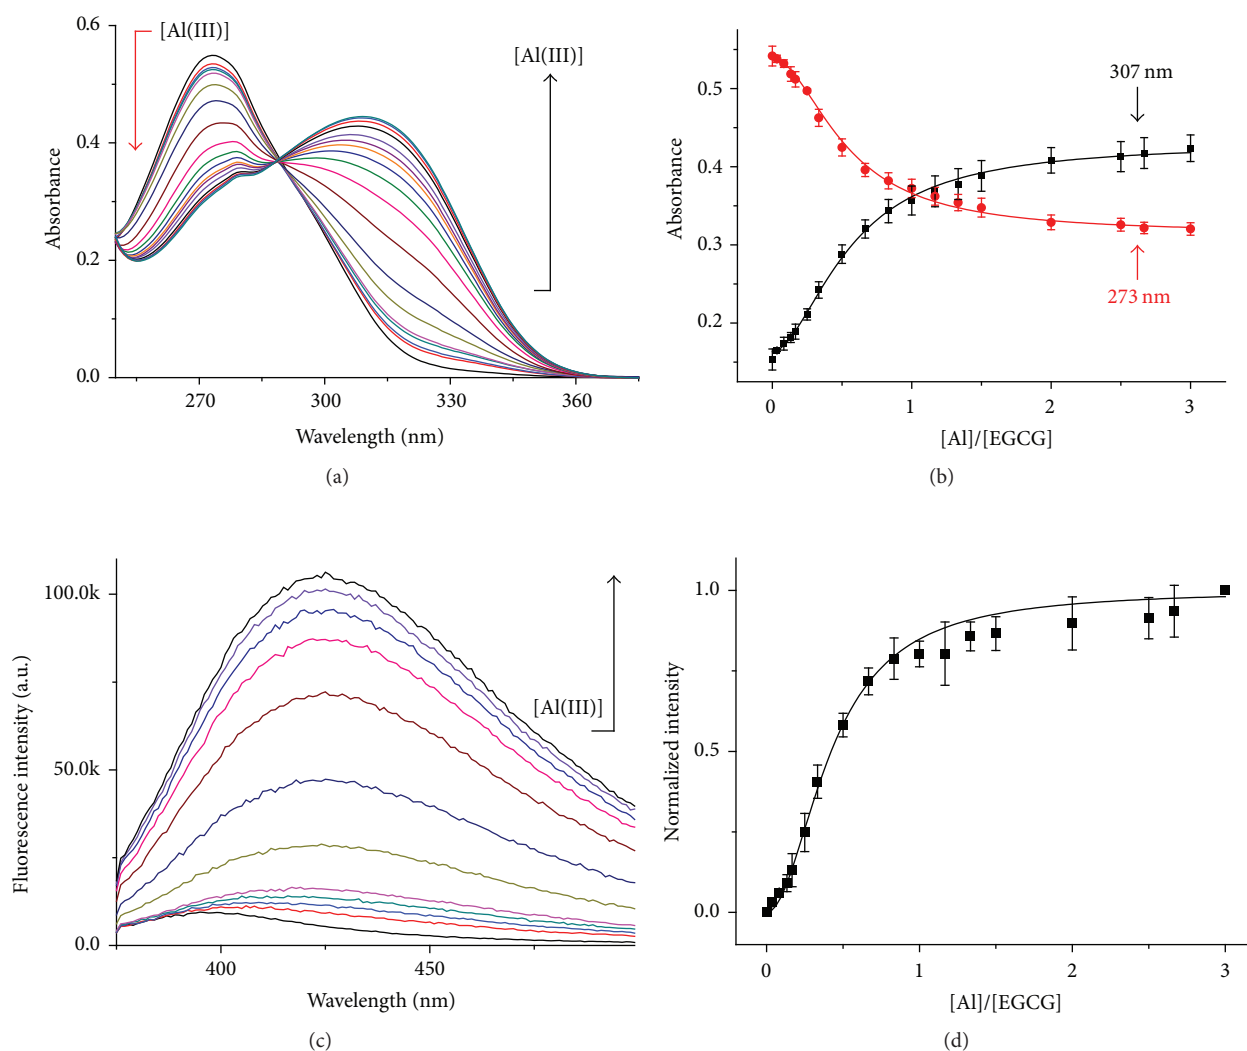 [Al(III)]
[Al(III)]
0.6
0.4
0.2
0.0
Absorbance
270
300
330
360
Wavelength (nm)
(a)
307 nm
273 nm
0.5
0.4
0.3
0.2
Absorbance
0
1
2
3
[Al]/[EGCG]
(b)
100.0k
50.0k
0.0
Fluorescence intensity (a.u.)
[Al(III)]
400
450
Wavelength (nm)
(c)
1.0
0.5
0.0
Normalized intensity
0
1
2
3
[Al]/[EGCG]
(d)